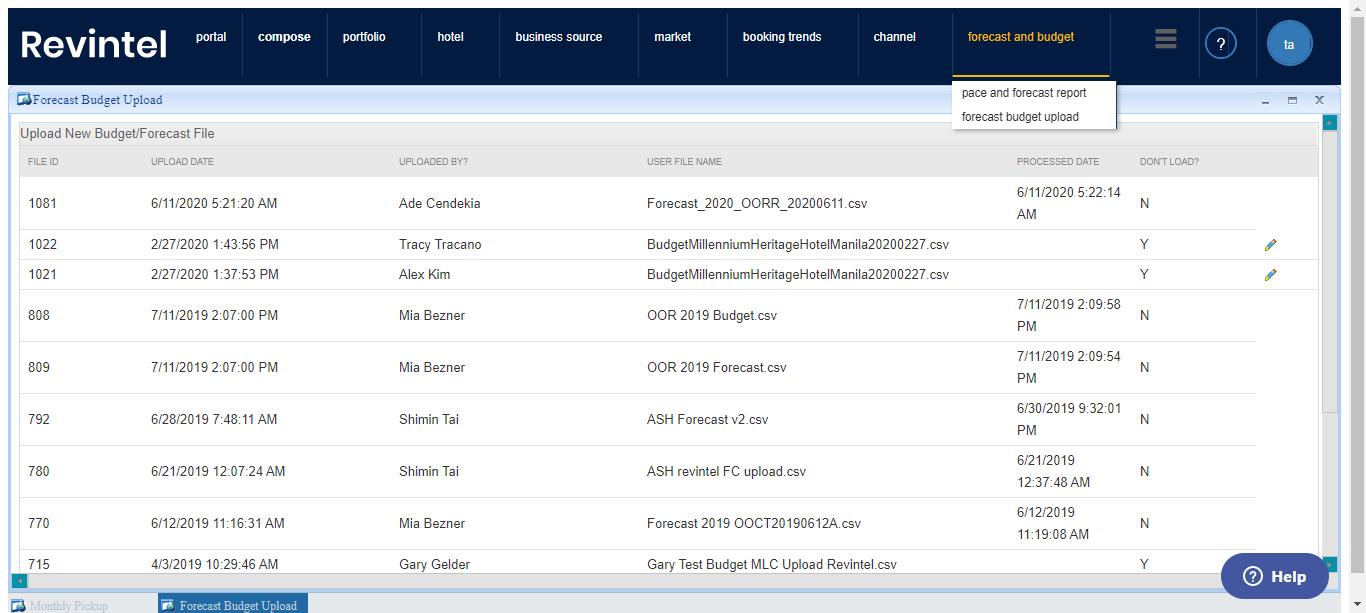 Revintel portal compose portfolio hotel business source market booking trends channel forecast and budget ? ta
Forecast Budget Upload
pace and forecast report
forecast budget upload
Upload New Budget/Forecast File
FILE ID UPLOAD DATE UPLOADED BY? USER FILE NAME PROCESSED DATE DON'T LOAD?
1081 6/11/2020 5:21:20 AM Ade Cendekia Forecast_2020_OORR_20200611.csv 6/11/2020 5:22:14 N
AM
1022 2/27/2020 1:43:56 PM Tracy Tracano BudgetMillenniumHeritageHotelManila20200227.csv Y
1021 2/27/2020 1:37:53 PM Alex Kim BudgetMillenniumHeritageHotelManila20200227.csv Y
808 7/11/2019 2:07:00 PM Mia Bezner OOR 2019 Budget.csv 7/11/2019 2:09:58 N
PM
809 7/11/2019 2:07:00 PM Mia Bezner OOR 2019 Forecast.csv 7/11/2019 2:09:54 N
PM
792 6/28/2019 7:48:11 AM Shimin Tai ASH Forecast v2.csv 6/30/2019 9:32:01 N
PM
780 6/21/2019 12:07:24 AM Shimin Tai ASH revintel FC upload.csv 6/21/2019 N
12:37:48 AM
770 6/12/2019 11:16:31 AM Mia Bezner Forecast 2019 OOCT20190612A.csv 6/12/2019 N
11:19:08 AM
715 4/3/2019 10:29:46 AM Gary Gelder Gary Test Budget MLC Upload Revintel.csv Y
? Help
Monthly Pickup Forecast Budget Upload